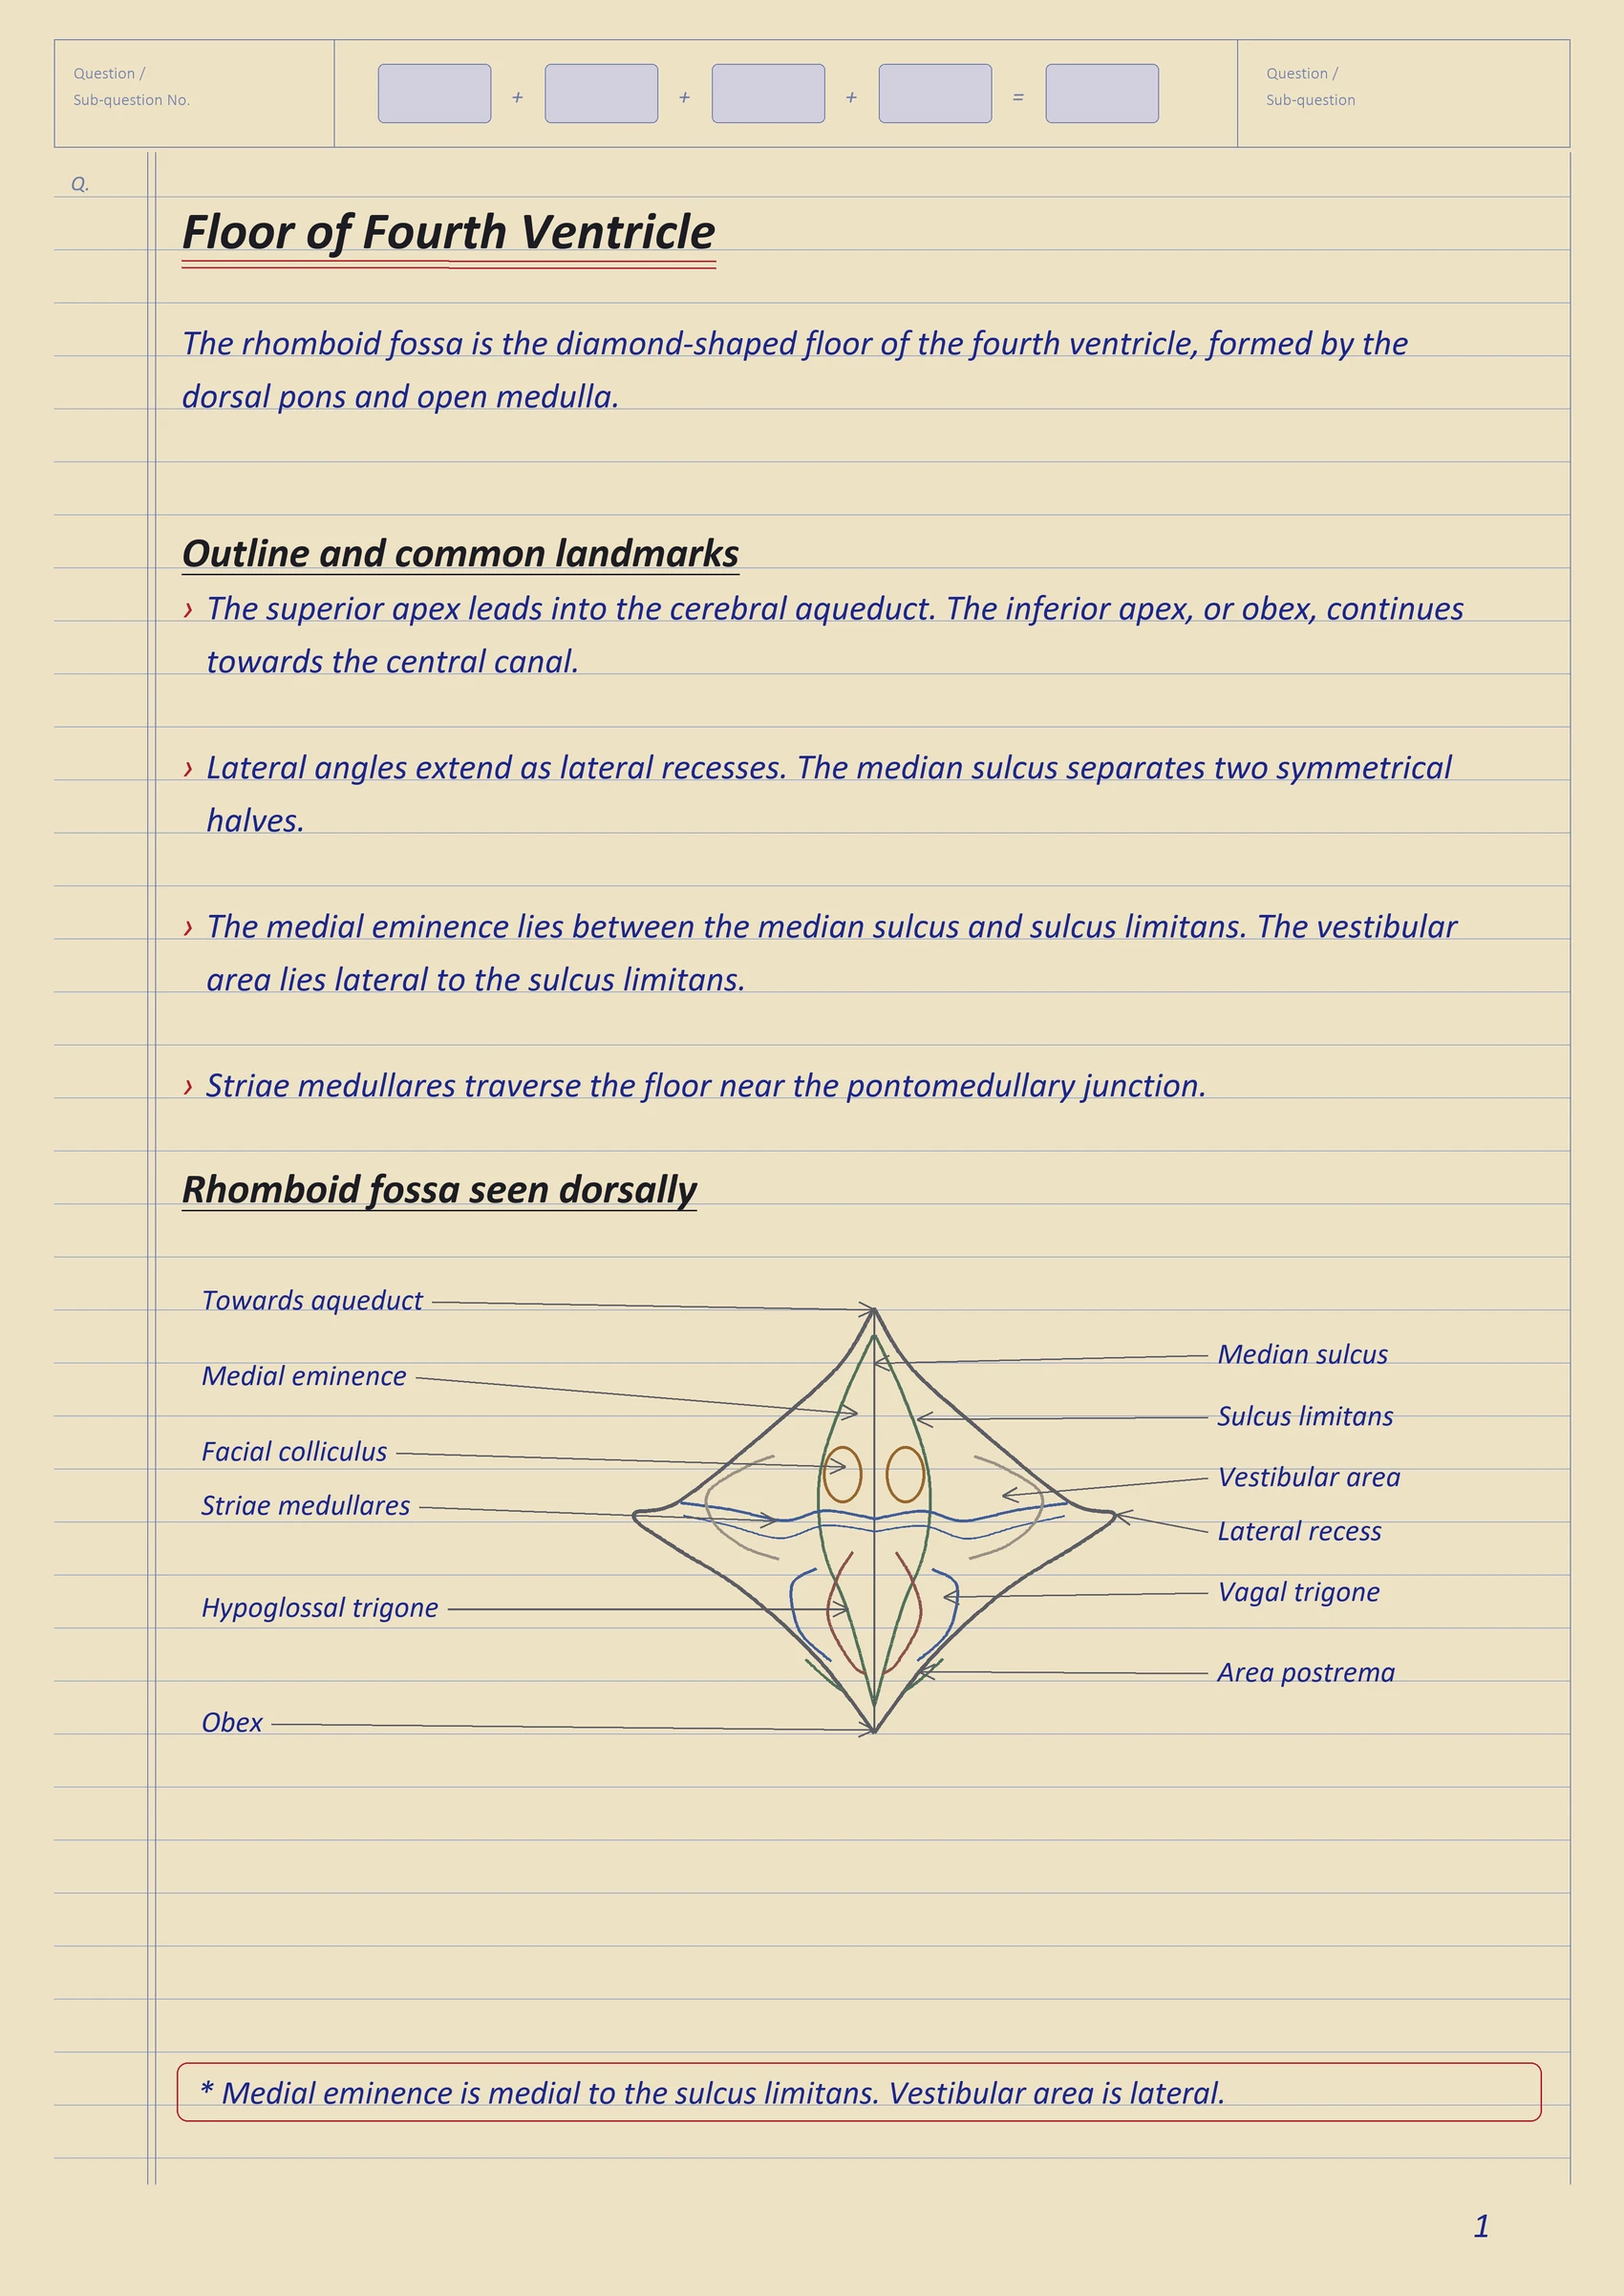 Question /
Sub-question No.
+ + + =
Question /
Sub-question
Q.
Floor of Fourth Ventricle
The rhomboid fossa is the diamond-shaped floor of the fourth ventricle, formed by the
dorsal pons and open medulla.
Outline and common landmarks
› The superior apex leads into the cerebral aqueduct. The inferior apex, or obex, continues
towards the central canal.
› Lateral angles extend as lateral recesses. The median sulcus separates two symmetrical
halves.
› The medial eminence lies between the median sulcus and sulcus limitans. The vestibular
area lies lateral to the sulcus limitans.
› Striae medullares traverse the floor near the pontomedullary junction.
Rhomboid fossa seen dorsally
Towards aqueduct
Medial eminence
Facial colliculus
Striae medullares
Hypoglossal trigone
Obex
Median sulcus
Sulcus limitans
Vestibular area
Lateral recess
Vagal trigone
Area postrema
* Medial eminence is medial to the sulcus limitans. Vestibular area is lateral.
1